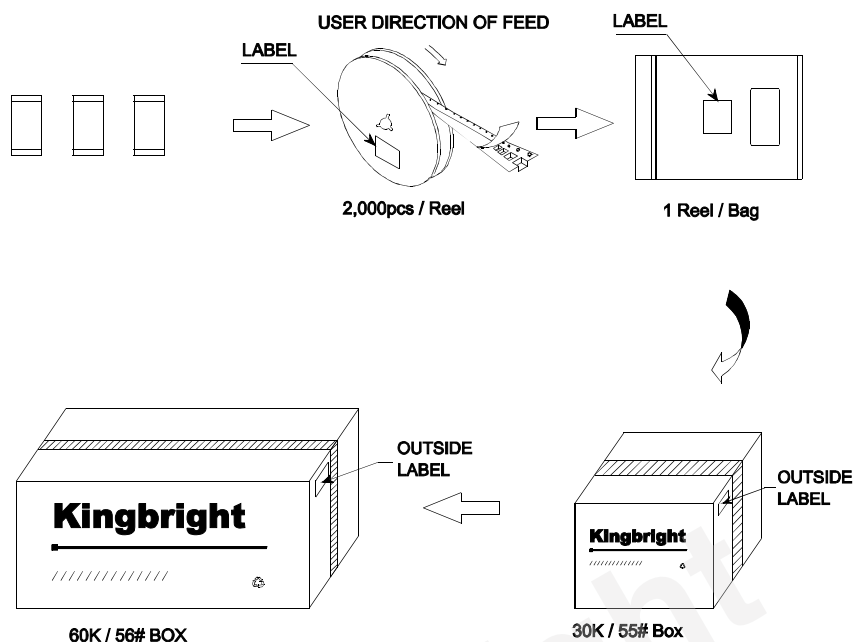 USER DIRECTION OF FEED
LABEL
LABEL
2,000pcs / Reel
1 Reel / Bag
OUTSIDE
LABEL
Kingbright
60K / 56# BOX
OUTSIDE
LABEL
Kingbright
30K / 55# Box